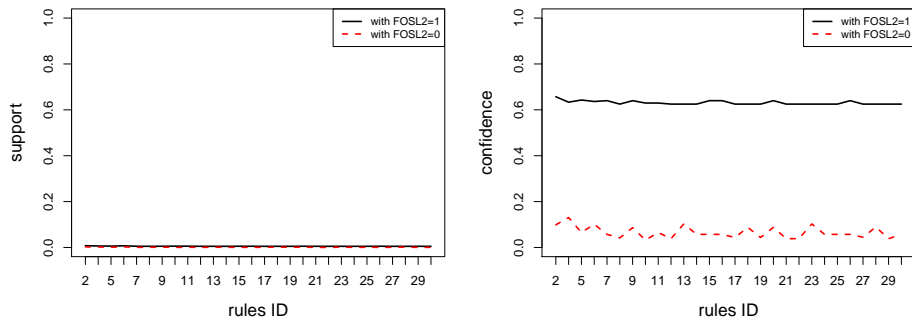 with FOSL2=1
with FOSL2=0
support
0.0 0.2 0.4 0.6 0.8 1.0
2 5 7 9 11 13 15 17 19 21 23 25 27 29
rules ID
with FOSL2=1
with FOSL2=0
confidence
0.0 0.2 0.4 0.6 0.8 1.0
2 5 7 9 11 13 15 17 19 21 23 25 27 29
rules ID